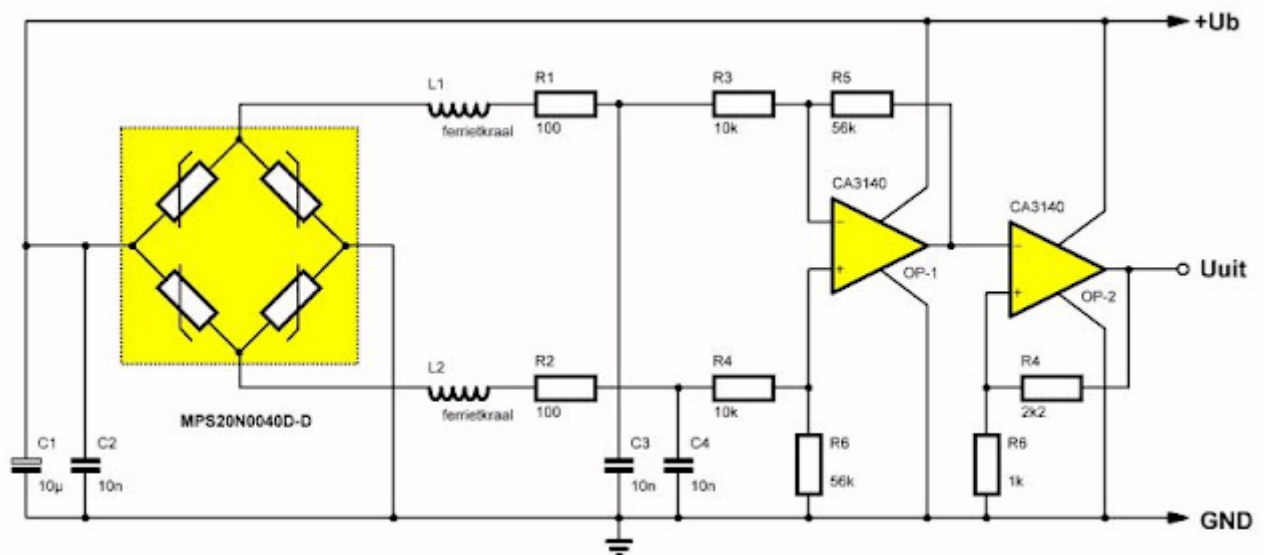 +Ub
L1
ferrietkraal
R1
100
R3
10k
R5
56k
CA3140
OP-1
CA3140
OP-2
Uuit
MPS20N0040D-D
L2
ferrietkraal
R2
100
R4
10k
R4
2k2
C1
10µ
C2
10n
C3
10n
C4
10n
R6
56k
R6
1k
GND